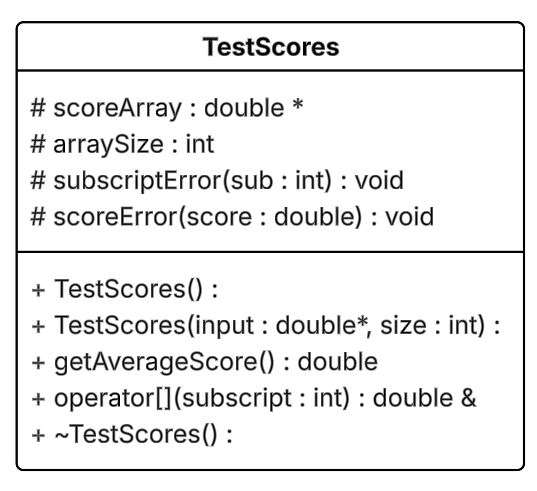 TestScores
# scoreArray : double *
# arraySize : int
# subscriptError(sub : int) : void
# scoreError(score : double) : void
+ TestScores() :
+ TestScores(input : double*, size : int) :
+ getAverageScore() : double
+ operator[](subscript : int) : double &
+ ~TestScores() :